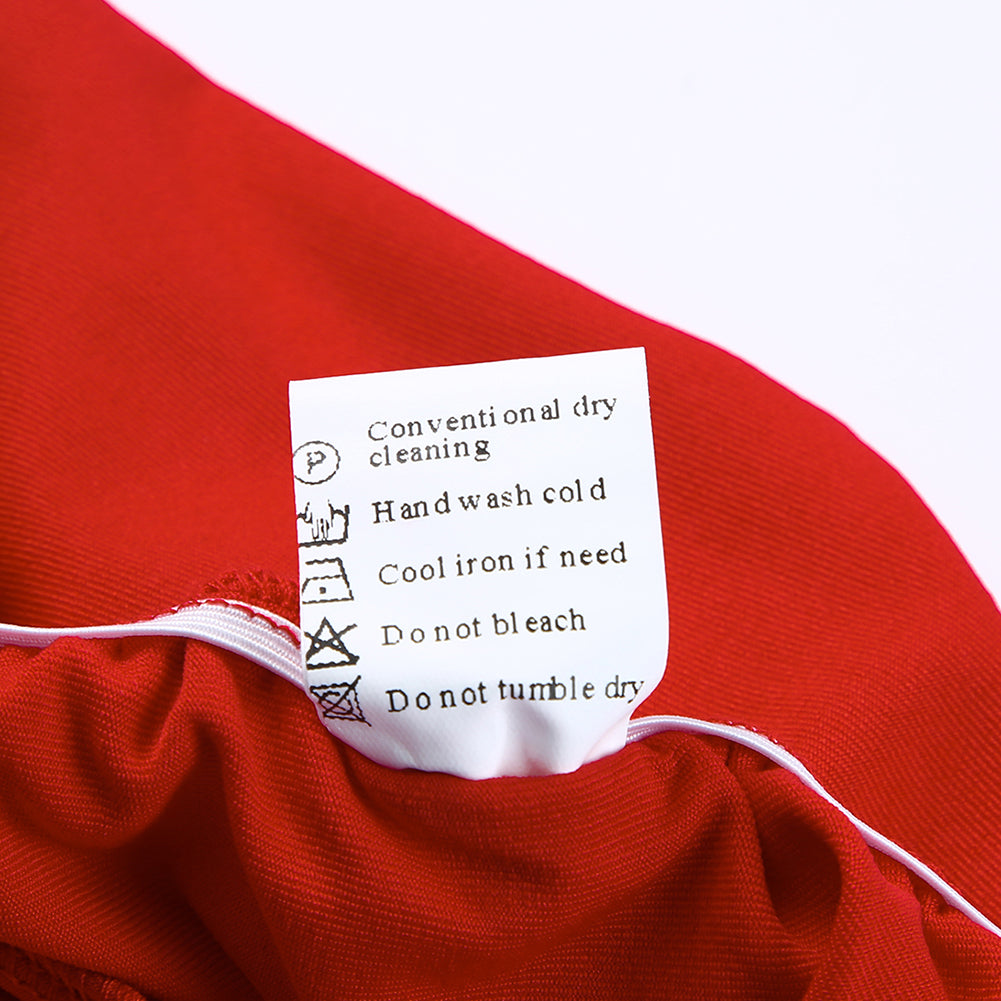 Conventional dry
cleaning
P
Hand wash cold
Cool iron if need
Do not bleach
Do not tumble dry